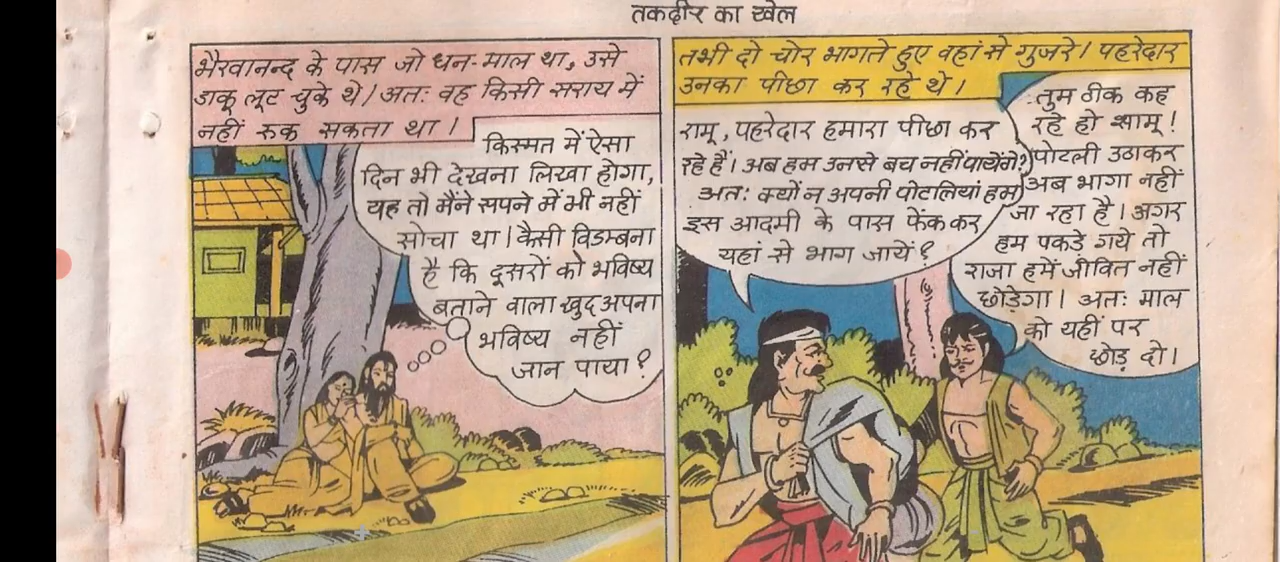 तकदीर का खेल
भैरवानन्द के पास जो धन-माल था, उसे
डाकू लूट चुके थे। अतः वह किसी सराय में
नहीं रूक सकता था।
किस्मत में ऐसा
दिन भी देखना लिखा होगा,
यह तो मैंने सपने में भी नहीं
सोचा था। कैसी विडम्बना
है कि दूसरों को भविष्य
बताने वाला खुद अपना
भविष्य नहीं
जान पाया?
तभी दो चोर भागते हुए वहां से गुजरे। पहरेदार
उनका पीछा कर रहे थे।
रामू, पहरेदार हमारा पीछा कर
रहे हैं। अब हम उनसे बच नहीं पायेंगे?
अतः क्यों न अपनी पोटलियां हम
इस आदमी के पास फेंक कर
यहां से भाग जायें?
तुम ठीक कह
रहे हो शामू!
पोटली उठाकर
अब भागा नहीं
जा रहा है। अगर
हम पकड़े गये तो
राजा हमें जीवित नहीं
छोड़ेगा। अतः माल
को यहीं पर
छोड़ दो।